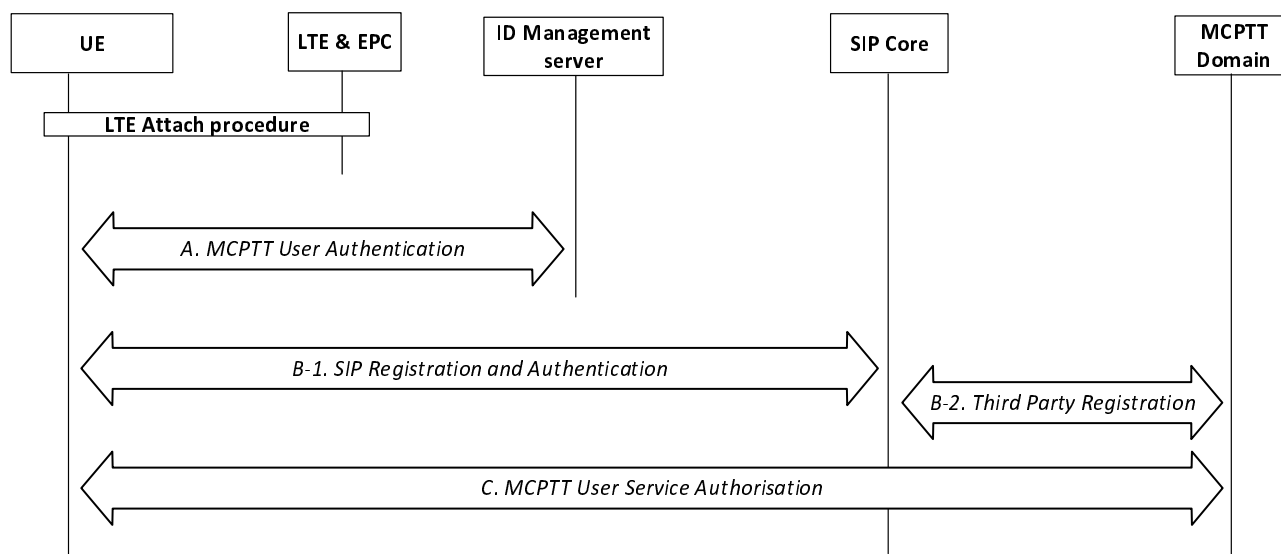 UE
LTE & EPC
ID Management
server
SIP Core
MCPTT
Domain
LTE Attach procedure
A. MCPTT User Authentication
B-1. SIP Registration and Authentication
B-2. Third Party Registration
C. MCPTT User Service Authorisation